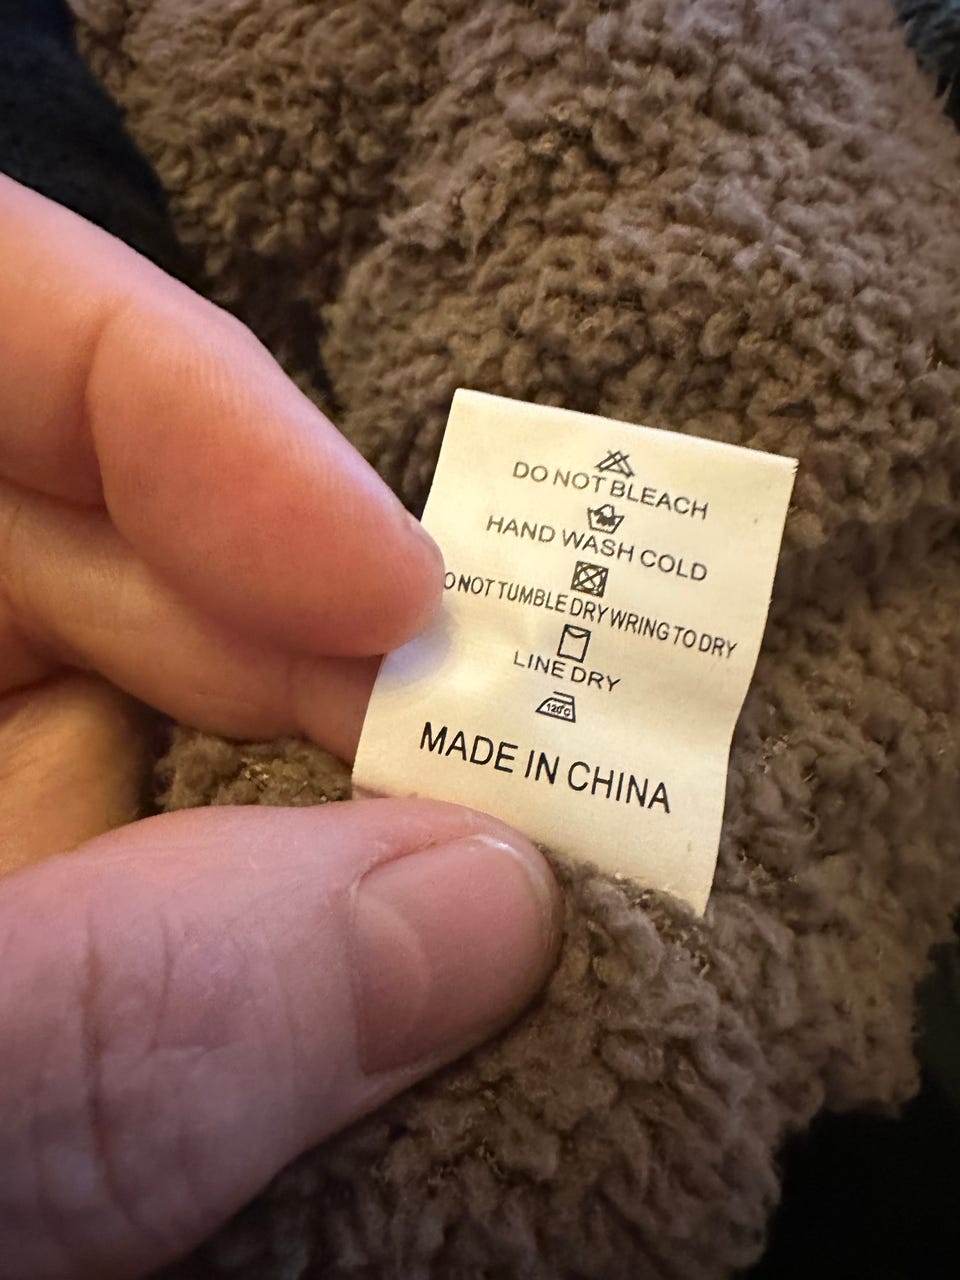 DO NOT BLEACH
HAND WASH COLD
O NOT TUMBLE DRY WRING TO DRY
LINE DRY
120°C
MADE IN CHINA